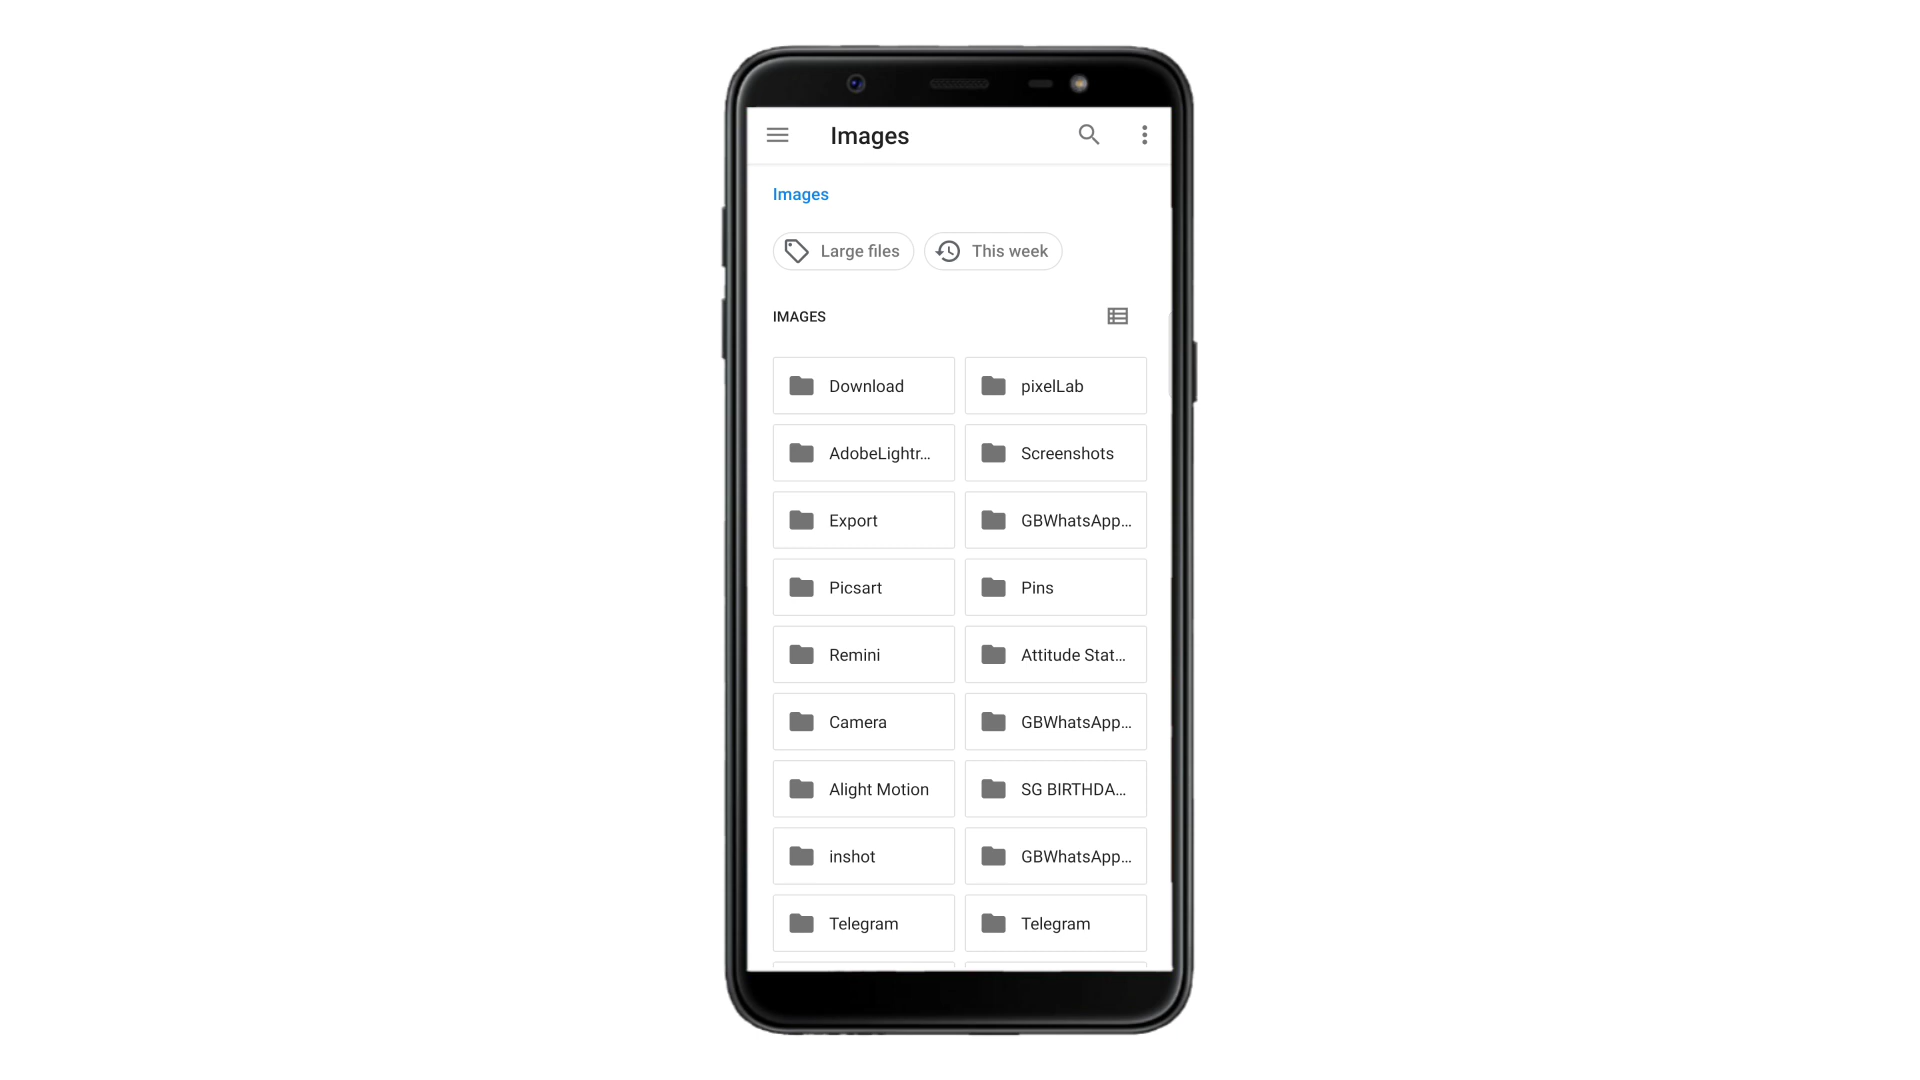 Images
Images
Large files This week
IMAGES
Download pixelLab
AdobeLightr... Screenshots
Export GBWhatsApp...
Picsart Pins
Remini Attitude Stat...
Camera GBWhatsApp...
Alight Motion SG BIRTHDA...
inshot GBWhatsApp...
Telegram Telegram